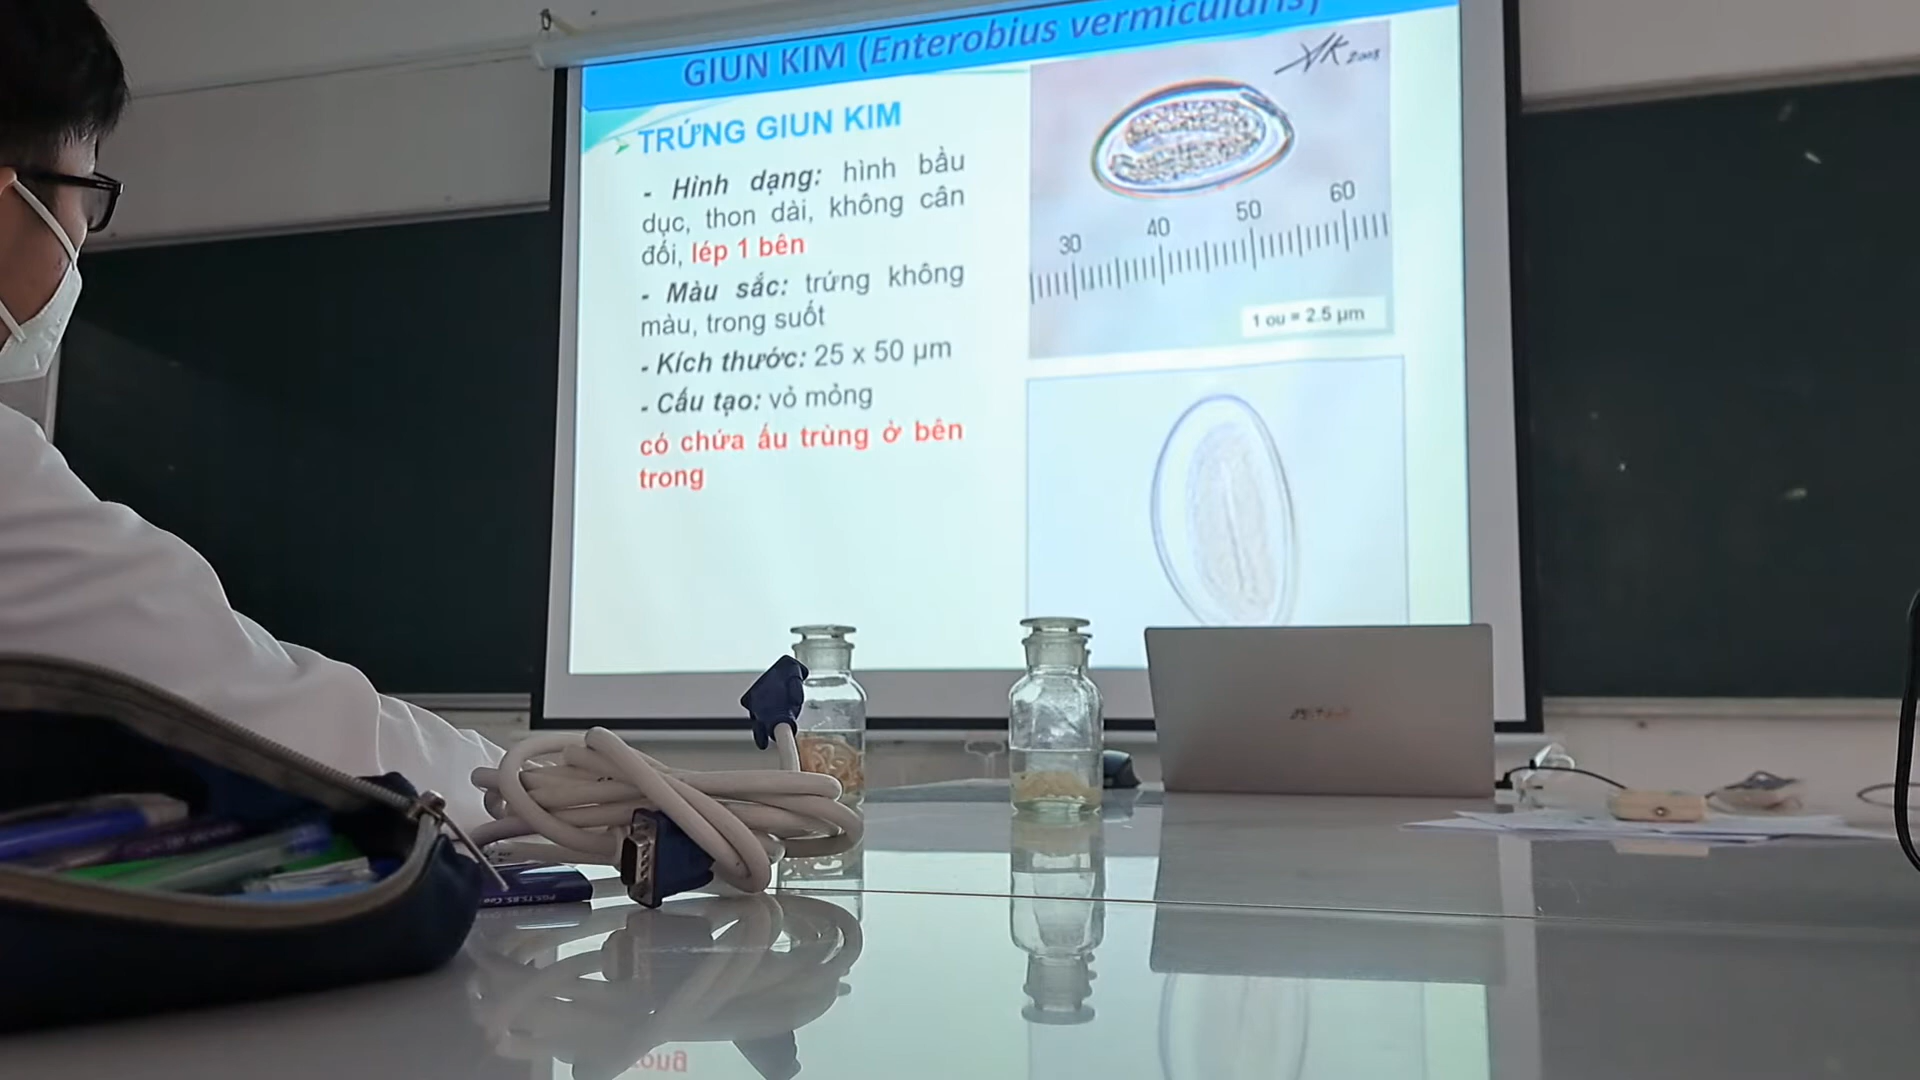 GIUN KIM (Enterobius vermicularis)
TRỨNG GIUN KIM
- Hình dạng: hình bầu
dục, thon dài, không cân
đối, lép 1 bên
- Màu sắc: trứng không
màu, trong suốt
- Kích thước: 25 x 50 µm
- Cấu tạo: vỏ mỏng
có chứa ấu trùng ở bên
trong
2003
30 40 50 60
1 ou = 2.5 µm